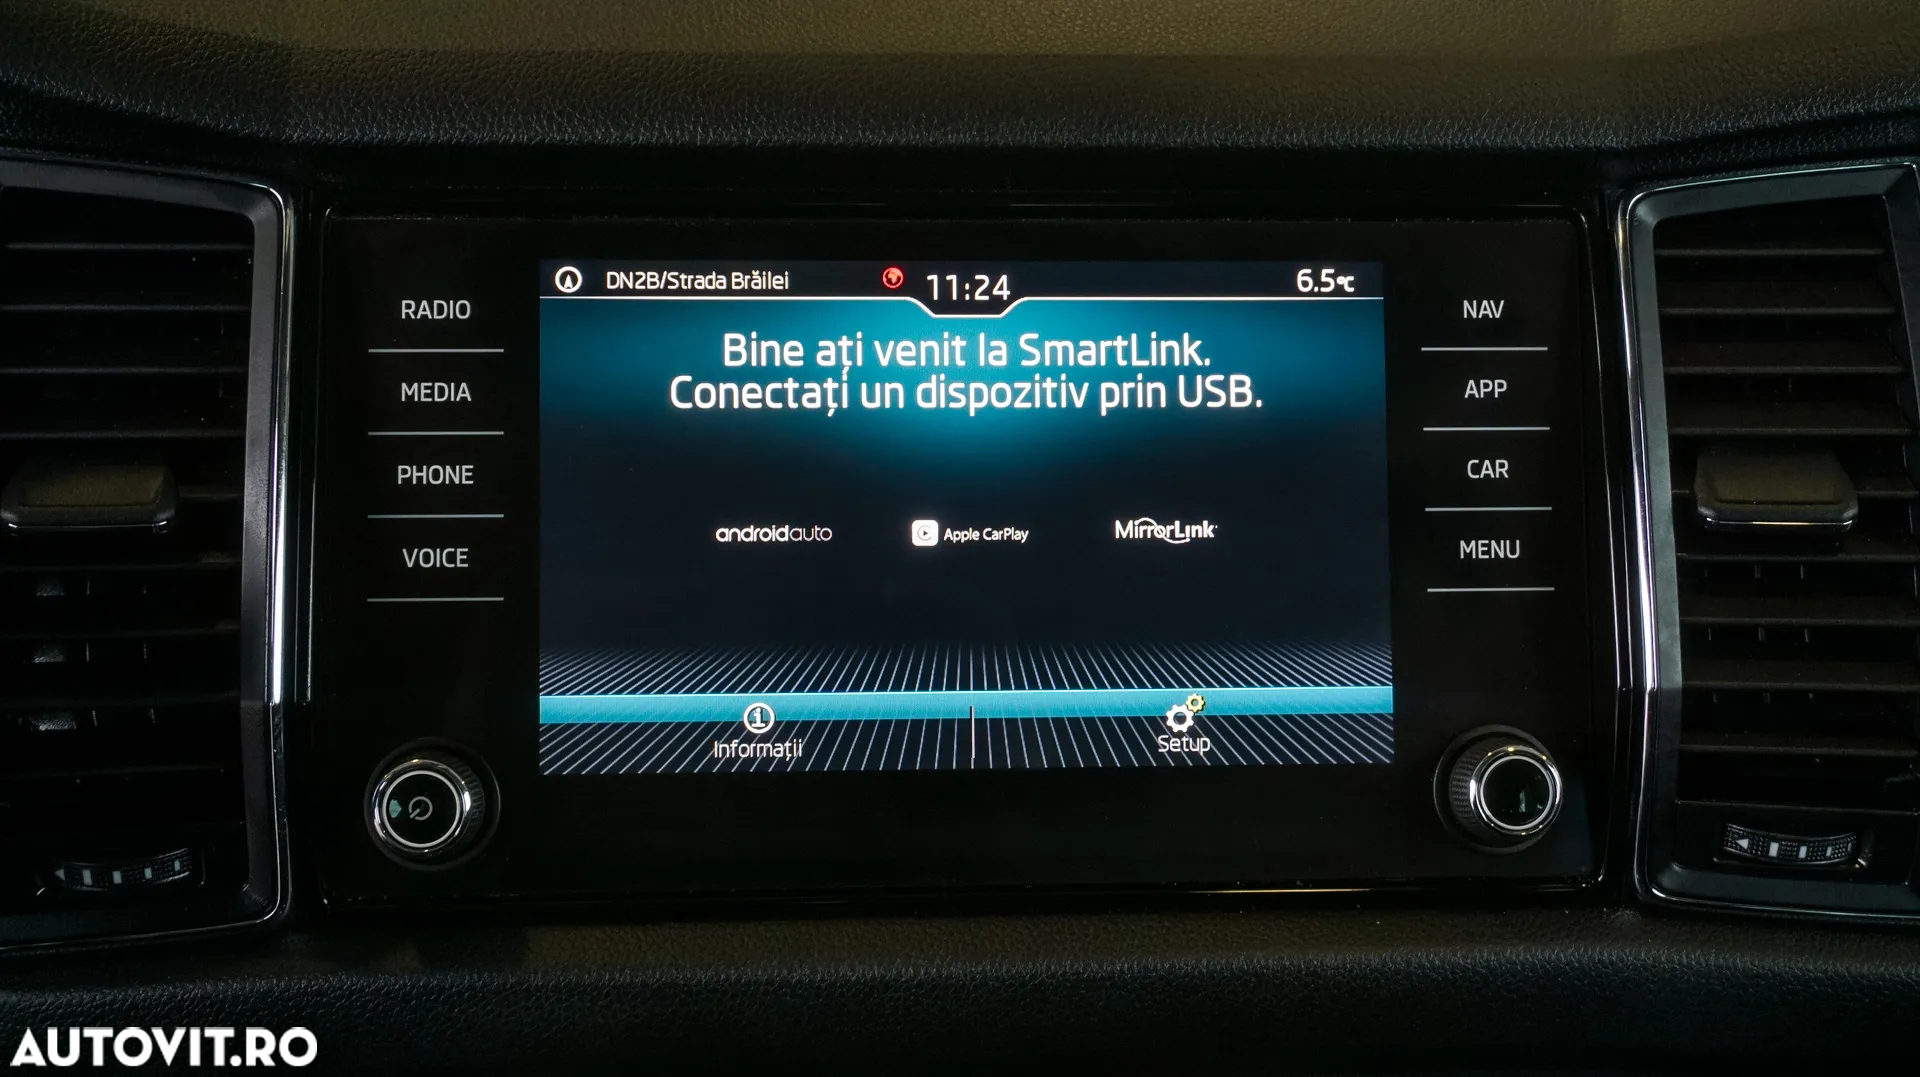 DN2B/Strada Brăilei
11:24
6.5°C
Bine ați venit la SmartLink.
Conectați un dispozitiv prin USB.
androidauto
Apple CarPlay
MirrorLink
Informații
Setup
RADIO
MEDIA
PHONE
VOICE
NAV
APP
CAR
MENU
AUTOVIT.RO